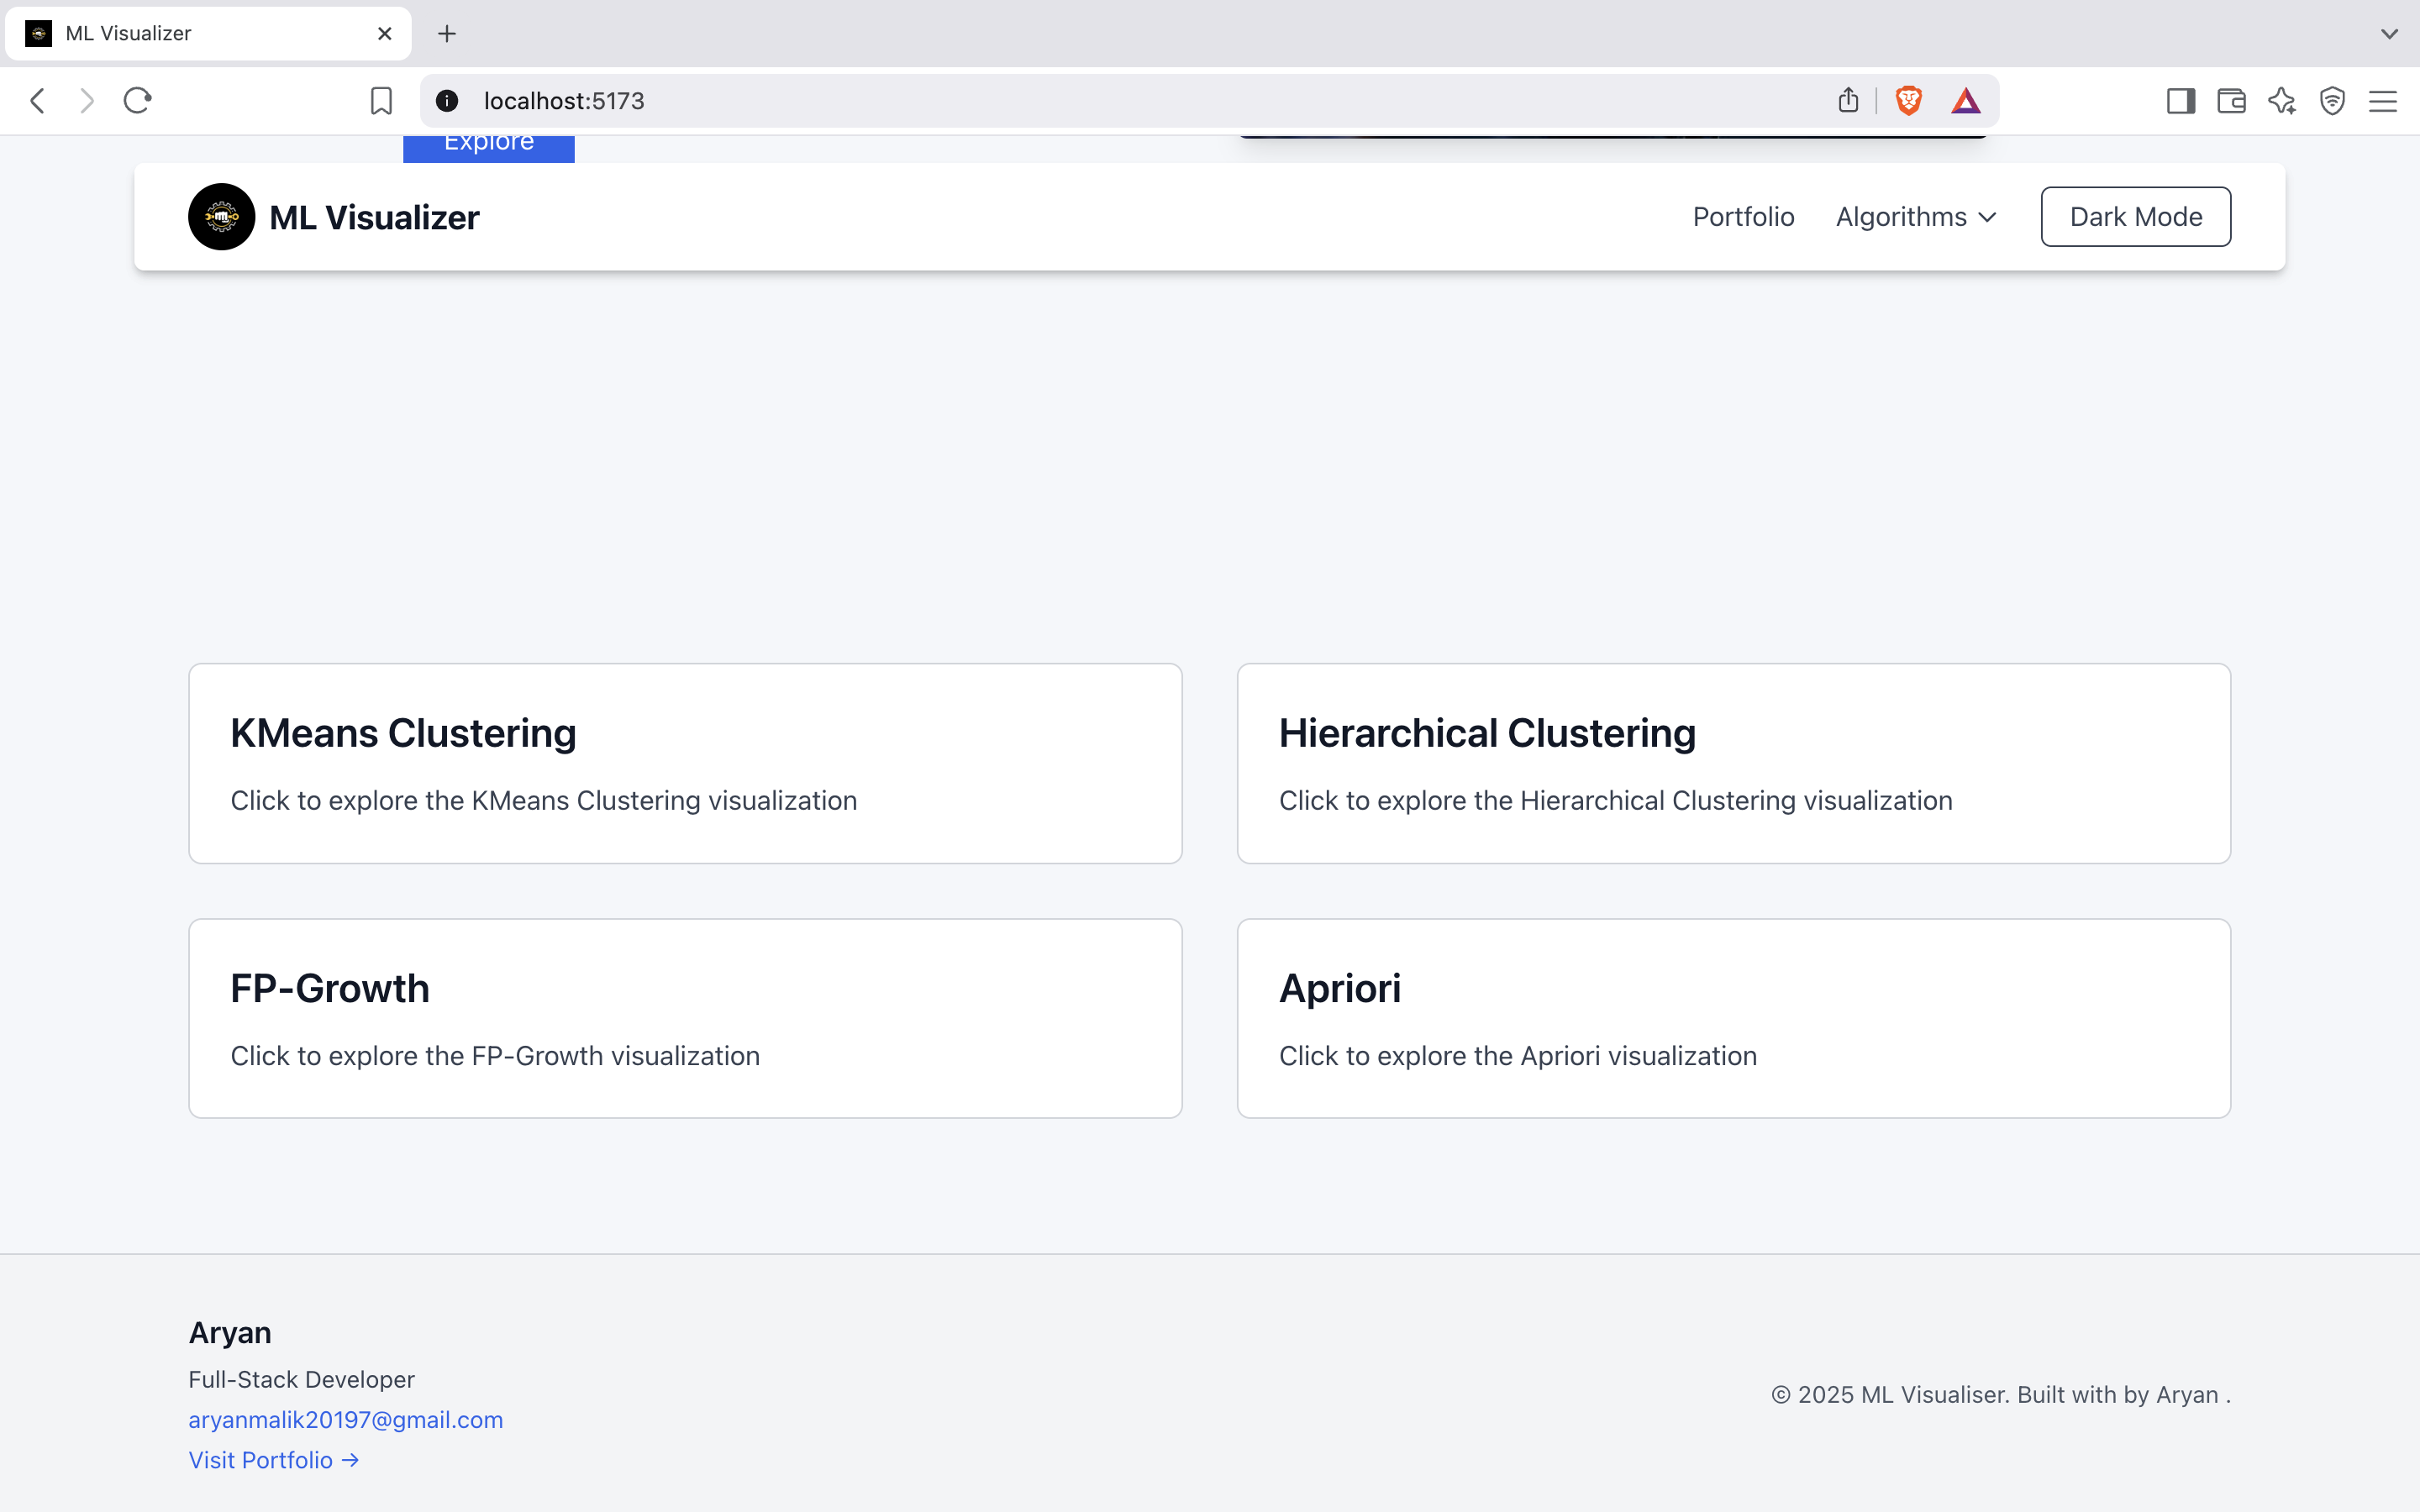 ML Visualizer
localhost:5173
Explore
ML Visualizer
Portfolio
Algorithms
Dark Mode
KMeans Clustering
Click to explore the KMeans Clustering visualization
Hierarchical Clustering
Click to explore the Hierarchical Clustering visualization
FP-Growth
Click to explore the FP-Growth visualization
Apriori
Click to explore the Apriori visualization
Aryan
Full-Stack Developer
aryanmalik20197@gmail.com
Visit Portfolio →
© 2025 ML Visualiser. Built with by Aryan .